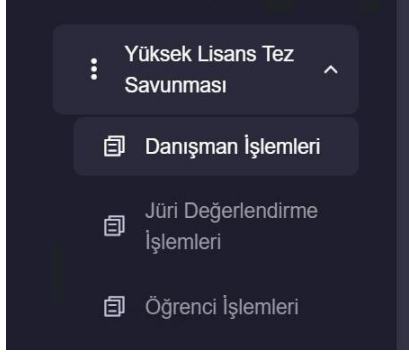 Yüksek Lisans Tez
Savunması
Danışman İşlemleri
Jüri Değerlendirme
İşlemleri
Öğrenci İşlemleri